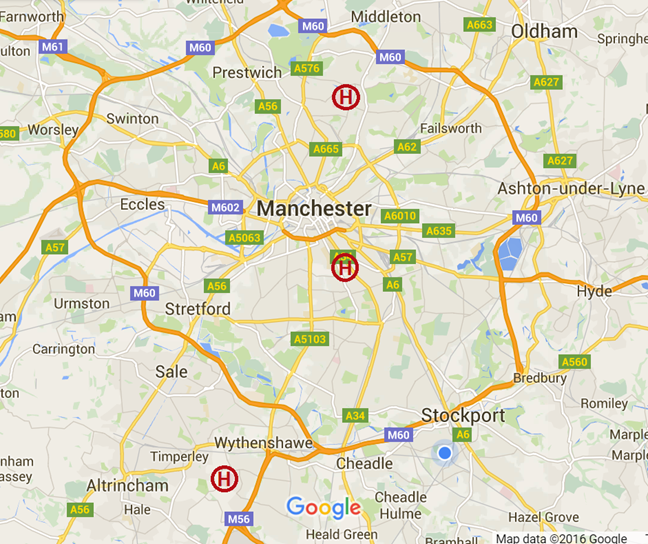 Whitefield
Farnworth
M60
Middleton
A663
Oldham
M61
M60
A576
M60
Springhe
Prestwich
H
A627
A56
Swinton
Failsworth
A580
Worsley
A665
A62
A6
A627
Ashton-under-Lyne
Eccles
M602
Manchester
A6010
M60
A57
A5063
A635
A57
H
A56
A6
M60
Hyde
Urmston
Stretford
A5103
Carrington
A560
Sale
Bredbury
Romiley
A34
Stockport
M60
A6
Marple
Wythenshawe
Timperley
Cheadle
Marpl
H
Altrincham
Cheadle
Hulme
A56
Hale
Google
M56
Hazel Grove
Heald Green
Bramhall
Map data ©2016 Google